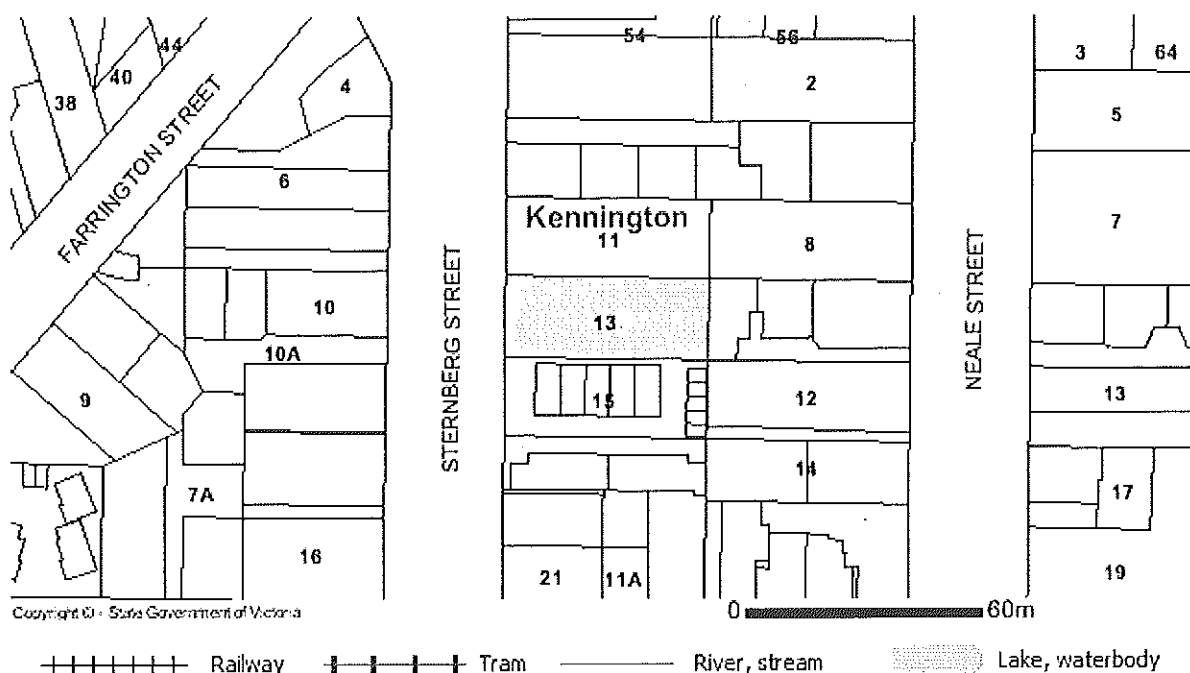 54 56
44
40
38
4
2
3 64
5
FARRINGTON STREET
6
Kennington
11
8
7
STERNBERG STREET
NEALE STREET
10
13
10A
9
15
12
13
14
7A
17
16
21
11A
19
Copyright © - State Government of Victoria
0 60m
Railway Tram River, stream Lake, waterbody